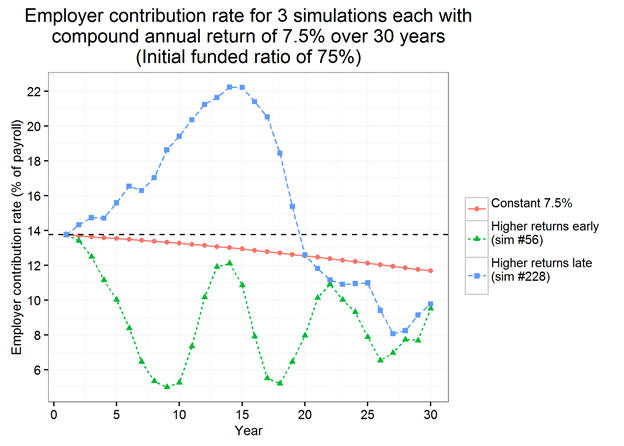 Employer contribution rate for 3 simulations each with
compound annual return of 7.5% over 30 years
(Initial funded ratio of 75%)
Employer contribution rate (% of payroll)
22
20
18
16
14
12
10
8
6
0 5 10 15 20 25 30
Year
Constant 7.5%
Higher returns early
(sim #56)
Higher returns late
(sim #228)